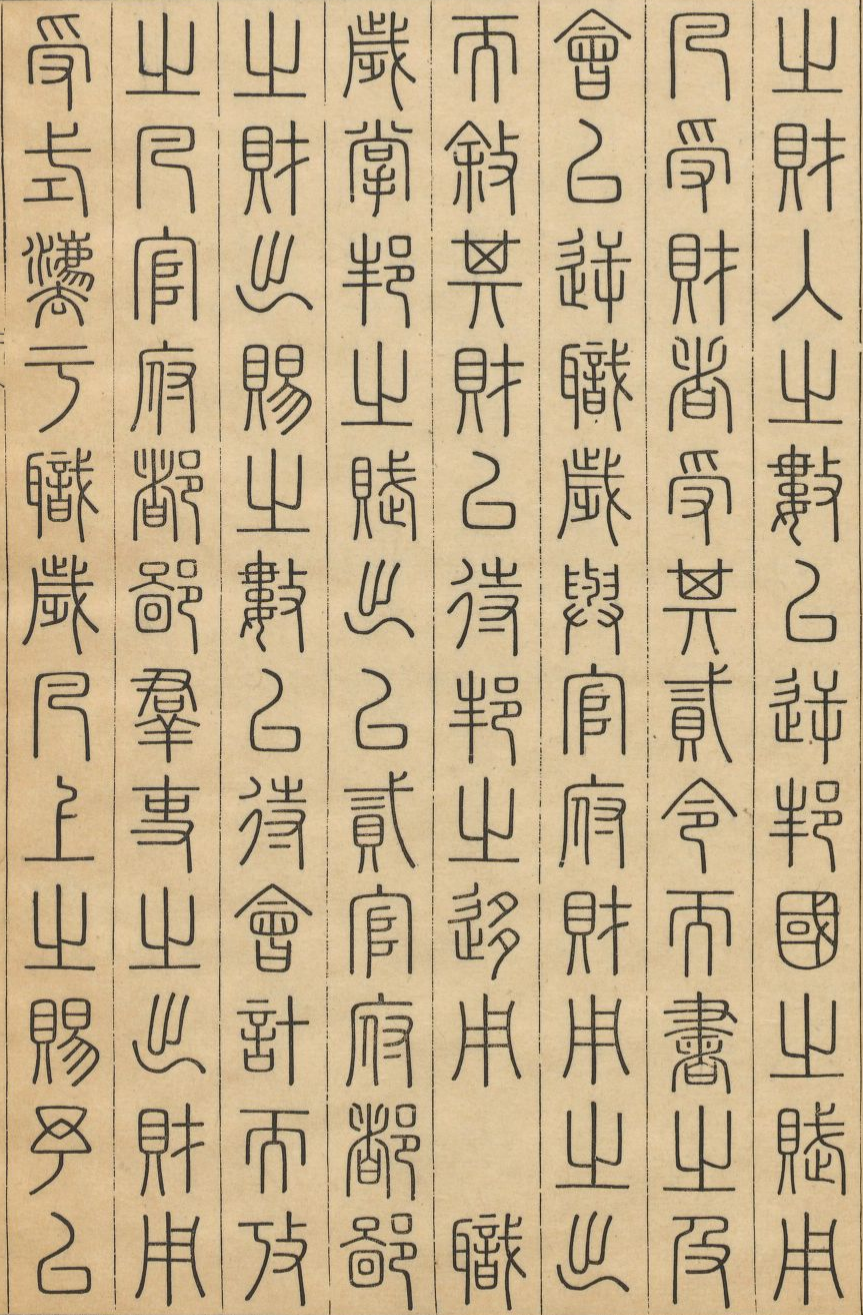 之財入之數以逆邦國之賦用
凡受財者受其貳令而書之及
會以逆職歲與官府財用之出
而敘其財以待邦之迻用 職
歲掌邦之賦出以貳官府都鄙
之財出賜之數以待會計而攷
之凡官府都鄙羣吏之出財用
受式灋于職歲凡上之賜予以